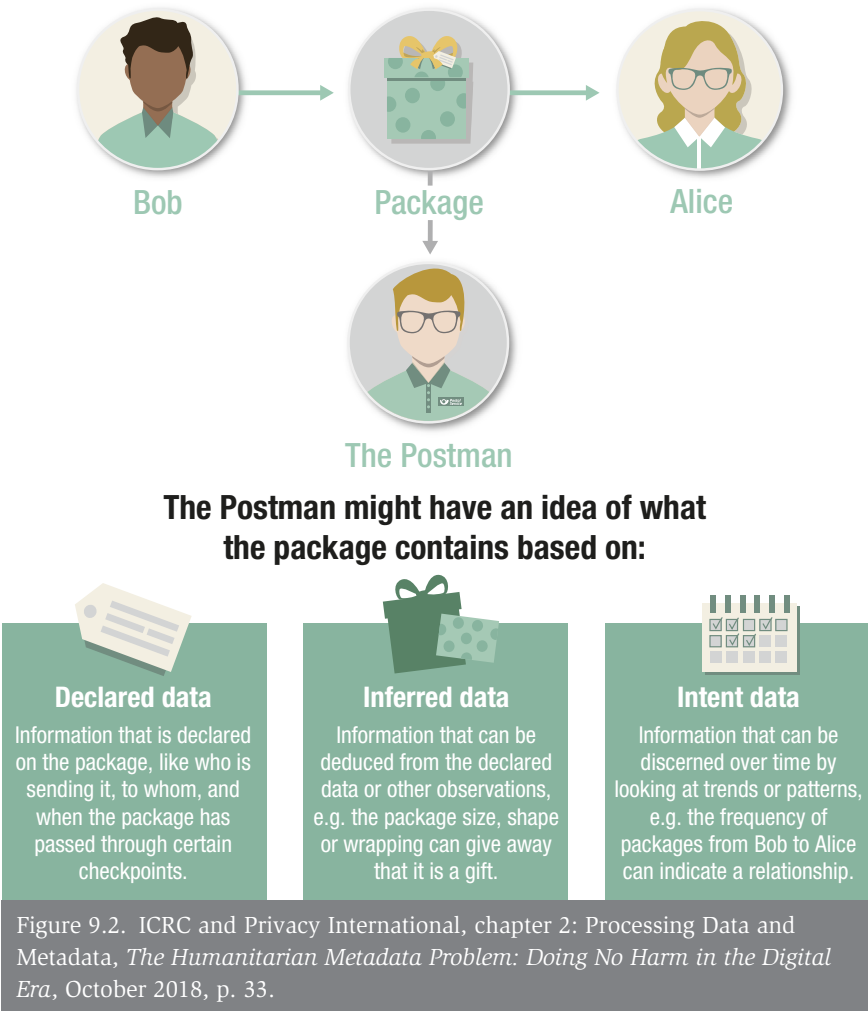 Bob
Package
Alice
The Postman
The Postman might have an idea of what
the package contains based on:
Declared data
Information that is declared
on the package, like who is
sending it, to whom, and
when the package has
passed through certain
checkpoints.
Inferred data
Information that can be
deduced from the declared
data or other observations,
e.g. the package size, shape
or wrapping can give away
that it is a gift.
Intent data
Information that can be
discerned over time by
looking at trends or patterns,
e.g. the frequency of
packages from Bob to Alice
can indicate a relationship.
Figure 9.2. ICRC and Privacy International, chapter 2: Processing Data and
Metadata, The Humanitarian Metadata Problem: Doing No Harm in the Digital
Era, October 2018, p. 33.